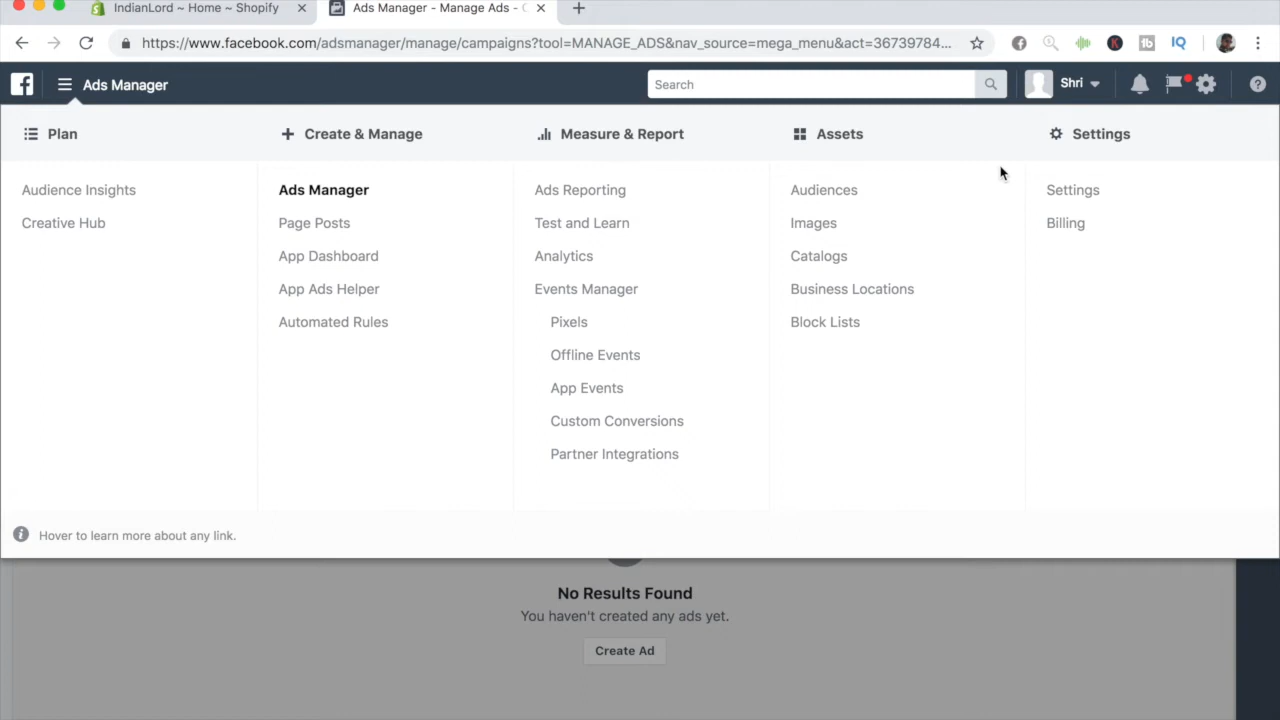 IndianLord ~ Home ~ Shopify
Ads Manager - Manage Ads -
https://www.facebook.com/adsmanager/manage/campaigns?tool=MANAGE_ADS&nav_source=mega_menu&act=36739784...
Ads Manager
Search
Shri
Plan
Audience Insights
Creative Hub
Create & Manage
Ads Manager
Page Posts
App Dashboard
App Ads Helper
Automated Rules
Measure & Report
Ads Reporting
Test and Learn
Analytics
Events Manager
Pixels
Offline Events
App Events
Custom Conversions
Partner Integrations
Assets
Audiences
Images
Catalogs
Business Locations
Block Lists
Settings
Settings
Billing
Hover to learn more about any link.
No Results Found
You haven't created any ads yet.
Create Ad